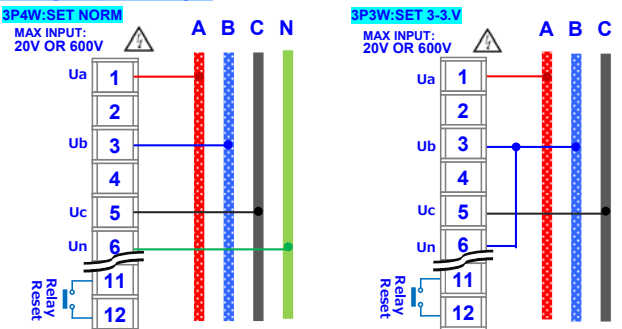 3P4W:SET NORM
MAX INPUT:
20V OR 600V
A B C N
Ua 1
2
Ub 3
4
Uc 5
Un 6
11
12
Relay
Reset
3P3W:SET 3-3.V
MAX INPUT:
20V OR 600V
A B C
Ua 1
2
Ub 3
4
Uc 5
Un 6
11
12
Relay
Reset